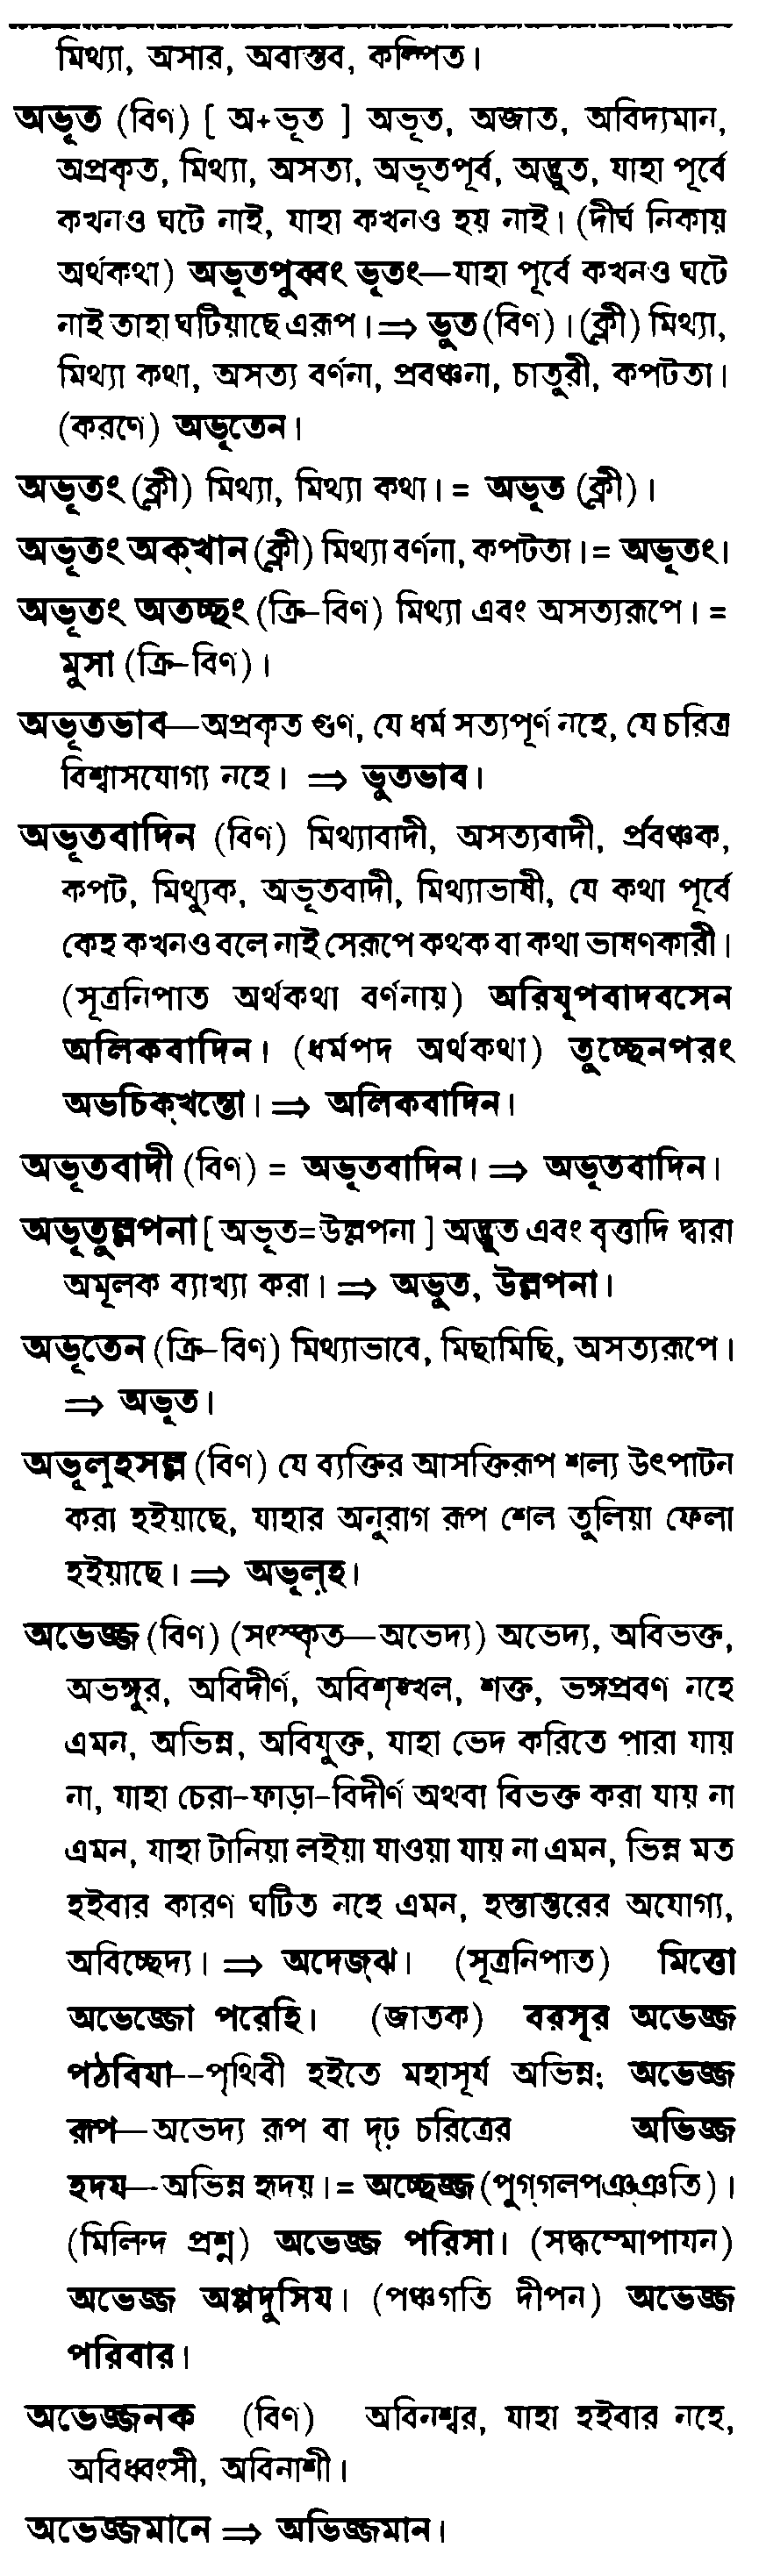 মিথ্যা, অসার, অবাস্তব, কল্পিত।
অভূত (বিণ) [ অ+ভূত ] অভূত, অজাত, অবিদ্যমান,
অপ্রকৃত, মিথ্যা, অসত্য, অভূতপূর্ব, অদ্ভুত, যাহা পূর্বে
কখনও ঘটে নাই, যাহা কখনও হয় নাই। (দীর্ঘ নিকায়
অর্থকথা) অভূতপুব্বং ভূতং—যাহা পূর্বে কখনও ঘটে
নাই তাহা ঘটিয়াছে এরূপ। ⇒ ভুত (বিণ)। (ক্লী) মিথ্যা,
মিথ্যা কথা, অসত্য বর্ণনা, প্রবঞ্চনা, চাতুরী, কপটতা।
(করণে) অভূতেন।
অভূতং (ক্লী) মিথ্যা, মিথ্যা কথা। = অভূত (ক্লী)।
অভূতং অক্‌খান (ক্লী) মিথ্যা বর্ণনা, কপটতা। = অভূতং।
অভূতং অতচ্ছং (ক্রি-বিণ) মিথ্যা এবং অসত্যরূপে। =
মুসা (ক্রি-বিণ)।
অভূতভাব—অপ্রকৃত গুণ, যে ধর্ম সত্যপূর্ণ নহে, যে চরিত্র
বিশ্বাসযোগ্য নহে। ⇒ ভুতভাব।
অভূতবাদিন (বিণ) মিথ্যাবাদী, অসত্যবাদী, প্রবঞ্চক,
কপট, মিথ্যুক, অভূতবাদী, মিথ্যাভাষী, যে কথা পূর্বে
কেহ কখনও বলে নাই সেরূপে কথক বা কথা ভাষণকারী।
(সূত্রনিপাত অর্থকথা বর্ণনায়) অরিযূপবাদবসেন
অলিকবাদিন। (ধর্মপদ অর্থকথা) তুচ্ছেনপরং
অভচিক্‌খন্তো। ⇒ অলিকবাদিন।
অভূতবাদী (বিণ) = অভূতবাদিন। ⇒ অভূতবাদিন।
অভূতুল্লপনা [ অভূত=উল্লপনা ] অদ্ভুত এবং বৃত্তাদি দ্বারা
অমূলক ব্যাখ্যা করা। ⇒ অভুত, উল্লপনা।
অভূতেন (ক্রি-বিণ) মিথ্যাভাবে, মিছামিছি, অসত্যরূপে।
⇒ অভূত।
অভূল্‌হসল্ল (বিণ) যে ব্যক্তির আসক্তিরূপ শল্য উৎপাটন
করা হইয়াছে, যাহার অনুরাগ রূপ শেল তুলিয়া ফেলা
হইয়াছে। ⇒ অভূল্‌হ।
অভেজ্জ (বিণ) (সংস্কৃত—অভেদ্য) অভেদ্য, অবিভক্ত,
অভঙ্গুর, অবিদীর্ণ, অবিশৃঙ্খল, শক্ত, ভঙ্গপ্রবণ নহে
এমন, অভিন্ন, অবিযুক্ত, যাহা ভেদ করিতে পারা যায়
না, যাহা চেরা-ফাড়া-বিদীর্ণ অথবা বিভক্ত করা যায় না
এমন, যাহা টানিয়া লইয়া যাওয়া যায় না এমন, ভিন্ন মত
হইবার কারণ ঘটিত নহে এমন, হস্তান্তরের অযোগ্য,
অবিচ্ছেদ্য। ⇒ অদেজ্‌ঝ। (সূত্রনিপাত) মিত্তো
অভেজ্জো পরেহি। (জাতক) বরসূর অভেজ্জ
পঠবিযা--পৃথিবী হইতে মহাসূর্য অভিন্ন; অভেজ্জ
রূপ—অভেদ্য রূপ বা দৃঢ় চরিত্রের অভিজ্জ
হদয—অভিন্ন হৃদয়। = অচ্ছেজ্জ (পুগ্‌গলপঞ্‌ঞতি)।
(মিলিন্দ প্রশ্ন) অভেজ্জ পরিসা। (সদ্ধম্মোপাযন)
অভেজ্জ অপ্পদুসিয। (পঞ্চগতি দীপন) অভেজ্জ
পরিবার।
অভেজ্জনক (বিণ) অবিনশ্বর, যাহা হইবার নহে,
অবিধ্বংসী, অবিনাশী।
অভেজ্জমানে ⇒ অভিজ্জমান।